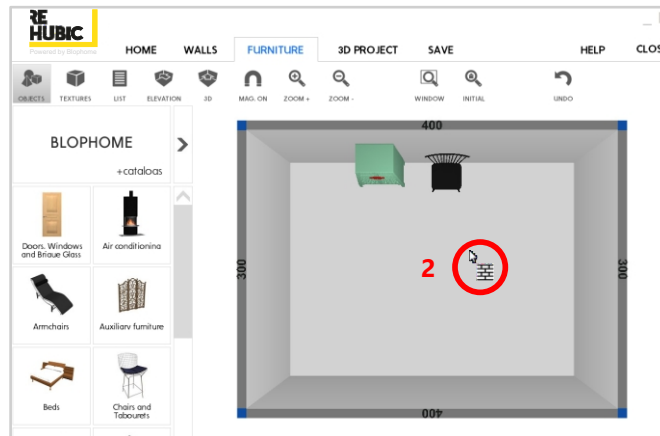 RE
HUBIC
Powered by Blophome
HOME WALLS FURNITURE 3D PROJECT SAVE HELP CLOS
OBJECTS TEXTURES LIST ELEVATION 3D MAG. ON ZOOM + ZOOM - WINDOW INITIAL UNDO
BLOPHOME
+cataloas
Doors. Windows
and Briaue Glass
Air conditionina
Armchairs
Auxiliarv furniture
Beds
Chairs and
Tabourets
400
300
2
300
400